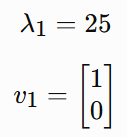 λ1 = 25
v1 = [1
0]